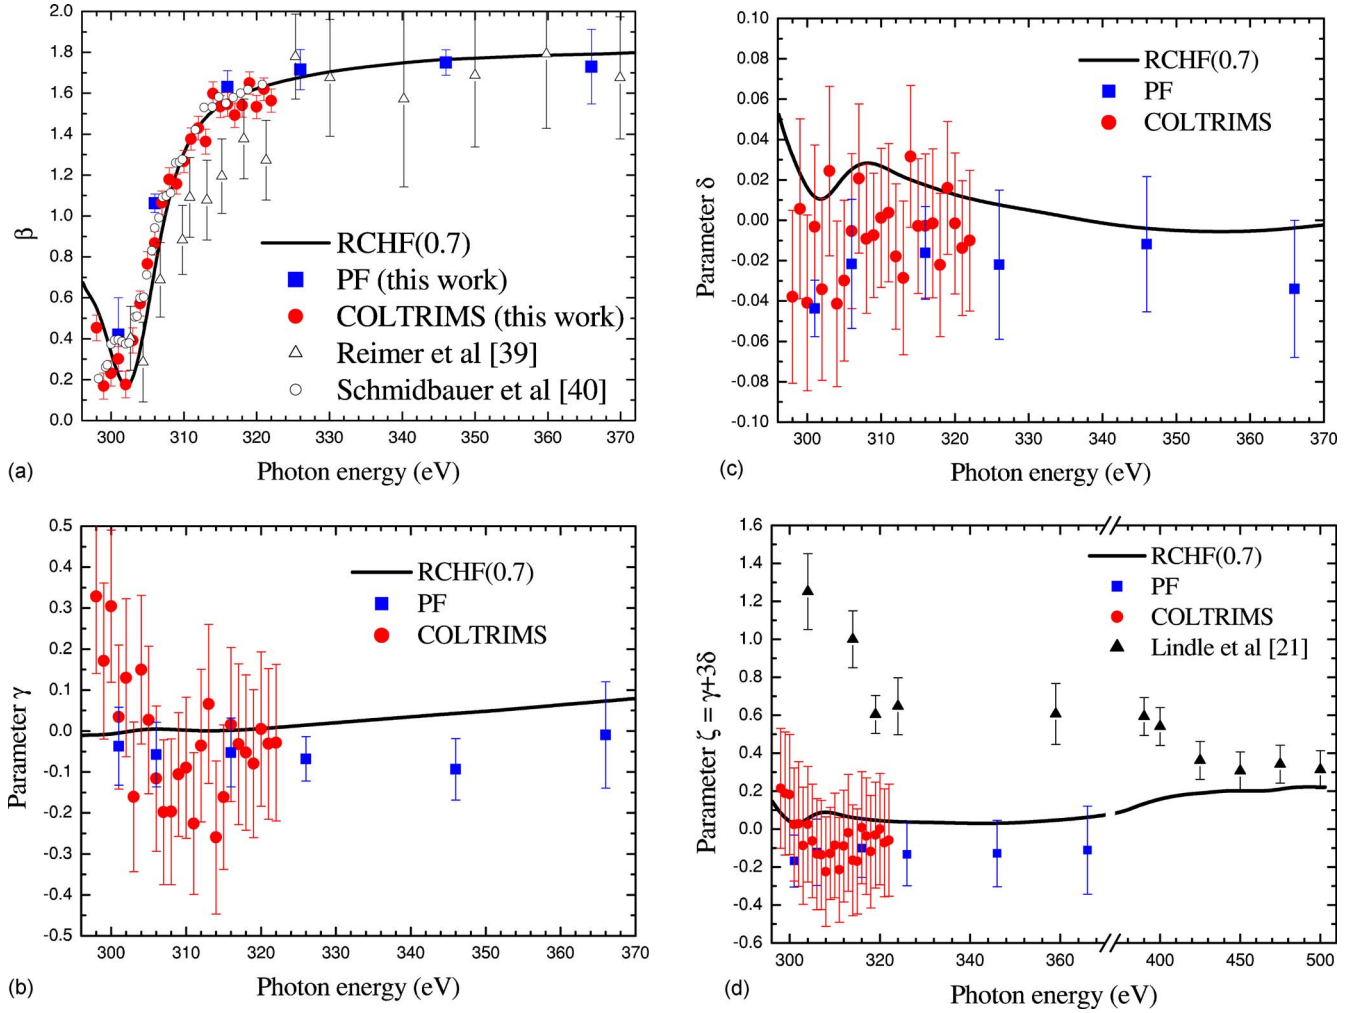 2.0
1.8
1.6
1.4
1.2
1.0
0.8
0.6
0.4
0.2
0.0
β
RCHF(0.7)
PF (this work)
COLTRIMS (this work)
Reimer et al [39]
Schmidbauer et al [40]
300 310 320 330 340 350 360 370
Photon energy (eV)
(a)
0.10
0.08
0.06
0.04
0.02
0.00
-0.02
-0.04
-0.06
-0.08
-0.10
Parameter δ
RCHF(0.7)
PF
COLTRIMS
300 310 320 330 340 350 360 370
Photon energy (eV)
(c)
0.5
0.4
0.3
0.2
0.1
0.0
-0.1
-0.2
-0.3
-0.4
-0.5
Parameter γ
RCHF(0.7)
PF
COLTRIMS
300 310 320 330 340 350 360 370
Photon energy (eV)
(b)
1.6
1.4
1.2
1.0
0.8
0.6
0.4
0.2
0.0
-0.2
-0.4
-0.6
Parameter ζ = γ+3δ
RCHF(0.7)
PF
COLTRIMS
Lindle et al [21]
300 320 340 360 400 450 500
Photon energy (eV)
(d)